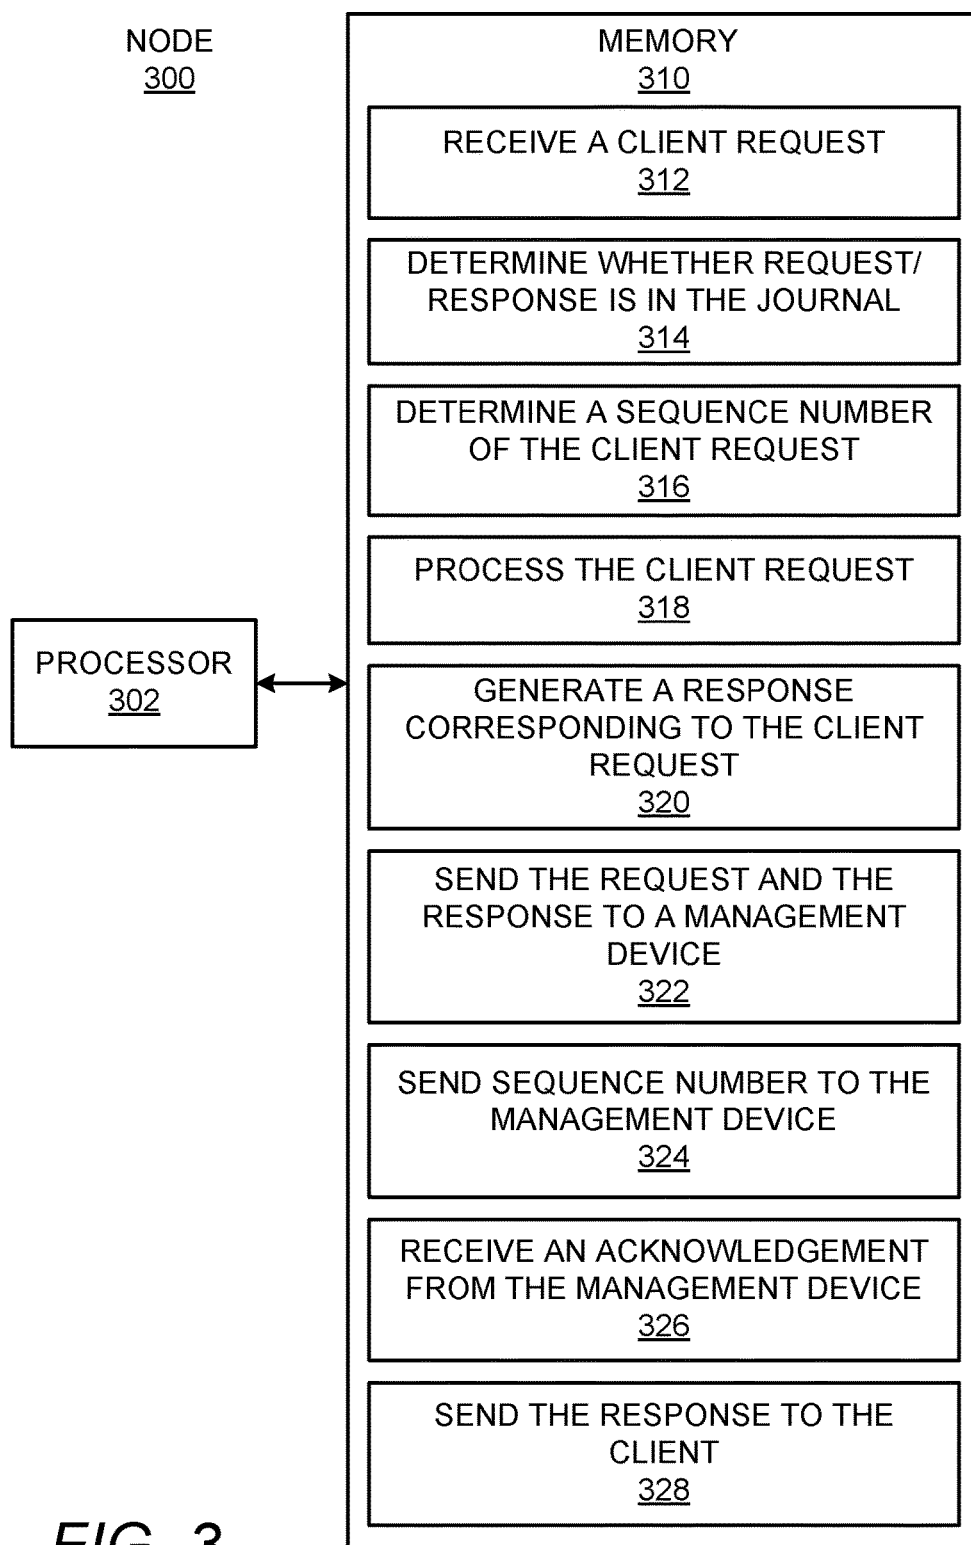 NODE
300
MEMORY
310
RECEIVE A CLIENT REQUEST
312
DETERMINE WHETHER REQUEST/
RESPONSE IS IN THE JOURNAL
314
DETERMINE A SEQUENCE NUMBER
OF THE CLIENT REQUEST
316
PROCESS THE CLIENT REQUEST
318
PROCESSOR
302
GENERATE A RESPONSE
CORRESPONDING TO THE CLIENT
REQUEST
320
SEND THE REQUEST AND THE
RESPONSE TO A MANAGEMENT
DEVICE
322
SEND SEQUENCE NUMBER TO THE
MANAGEMENT DEVICE
324
RECEIVE AN ACKNOWLEDGEMENT
FROM THE MANAGEMENT DEVICE
326
SEND THE RESPONSE TO THE
CLIENT
328
FIG. 3